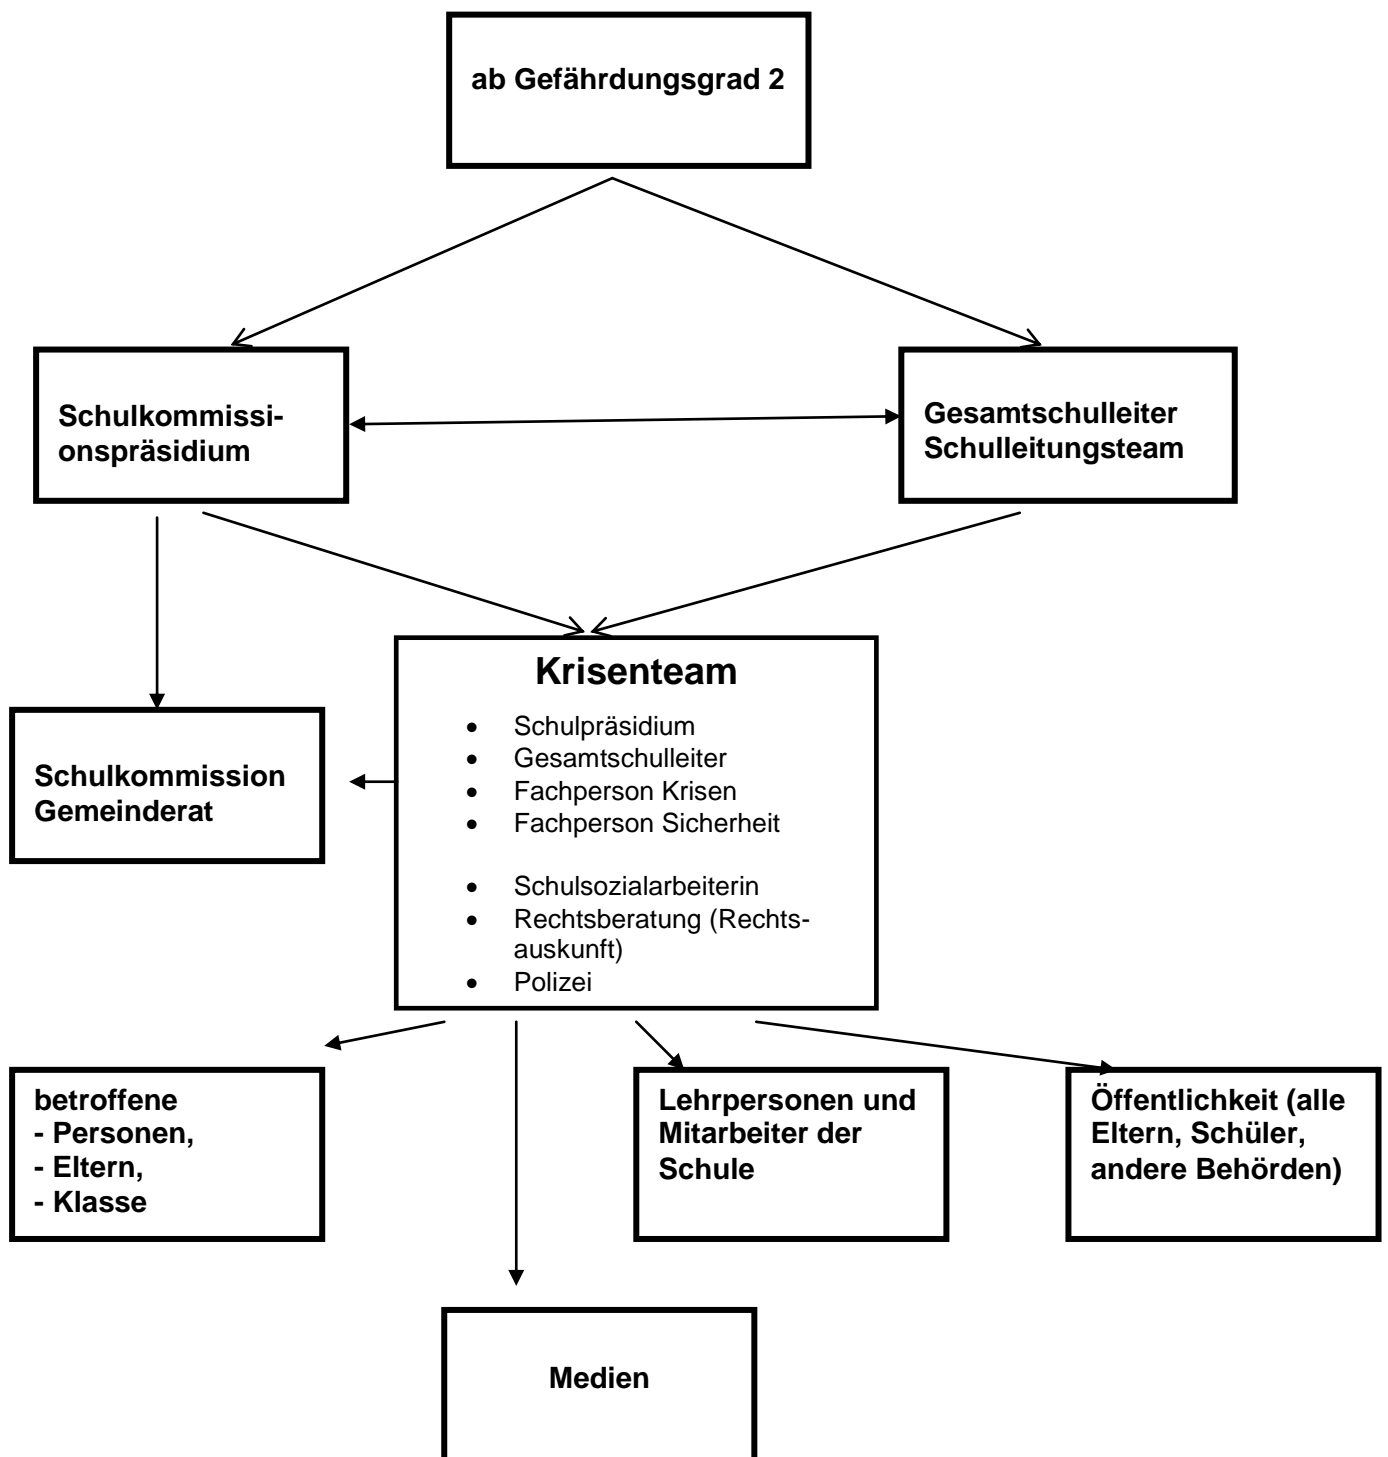 ab Gefährdungsgrad 2
Schulkommissi-
onspräsidium
Gesamtschulleiter
Schulleitungsteam
Krisenteam
• Schulpräsidium
• Gesamtschulleiter
• Fachperson Krisen
• Fachperson Sicherheit
• Schulsozialarbeiterin
• Rechtsberatung (Rechts-
auskunft)
• Polizei
Schulkommission
Gemeinderat
betroffene
- Personen,
- Eltern,
- Klasse
Lehrpersonen und
Mitarbeiter der
Schule
Öffentlichkeit (alle
Eltern, Schüler,
andere Behörden)
Medien